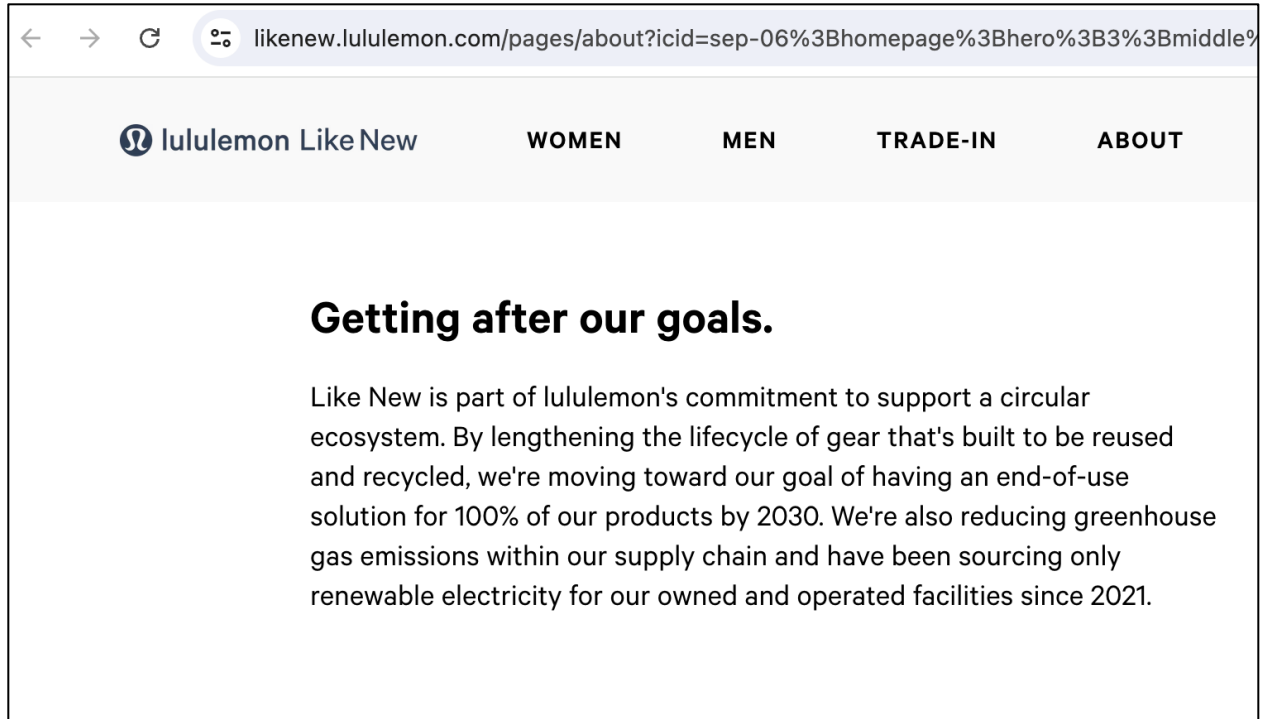 likenew.lululemon.com/pages/about?icid=sep-06%3Bhomepage%3Bhero%3B3%3Bmiddle%
lululemon Like New WOMEN MEN TRADE-IN ABOUT
Getting after our goals.
Like New is part of lululemon's commitment to support a circular
ecosystem. By lengthening the lifecycle of gear that's built to be reused
and recycled, we're moving toward our goal of having an end-of-use
solution for 100% of our products by 2030. We're also reducing greenhouse
gas emissions within our supply chain and have been sourcing only
renewable electricity for our owned and operated facilities since 2021.